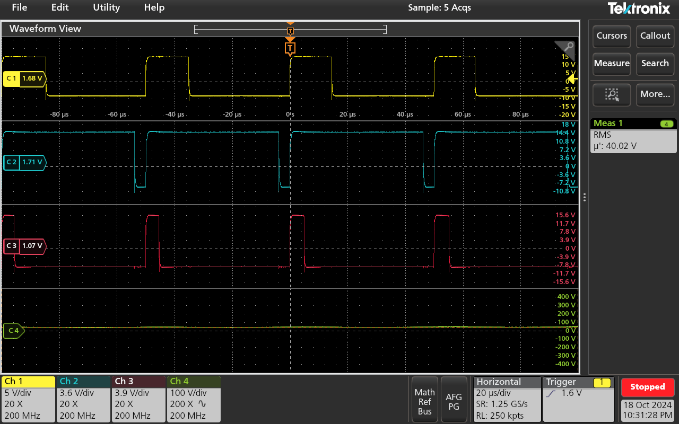 File Edit Utility Help Sample: 5 Acqs Tektronix
Waveform View
Cursors Callout
Measure Search
More...
Meas 1 4
RMS
µ': 40.02 V
T
T
C 1 1.68 V
15 V
10 V
5 V
-5 V
-10 V
-15 V
-20 V
-80 µs -60 µs -40 µs -20 µs 0 s 20 µs 40 µs 60 µs 80 µs
C 2 1.71 V
18 V
14.4 V
10.8 V
7.2 V
3.6 V
0 V
-3.6 V
-7.2 V
-10.8 V
C 3 1.07 V
15.6 V
11.7 V
7.8 V
3.9 V
0 V
-3.9 V
-7.8 V
-11.7 V
-15.6 V
C 4
400 V
300 V
200 V
100 V
0 V
-100 V
-200 V
-300 V
-400 V
Ch 1
5 V/div
20 X
200 MHz
Ch 2
3.6 V/div
20 X
200 MHz
Ch 3
3.9 V/div
20 X
200 MHz
Ch 4
100 V/div
200 X
200 MHz
Math
Ref
Bus
AFG
PG
Horizontal
20 µs/div
SR: 1.25 GS/s
RL: 250 kpts
Trigger 1
1.6 V
Stopped
18 Oct 2024
10:31:28 PM